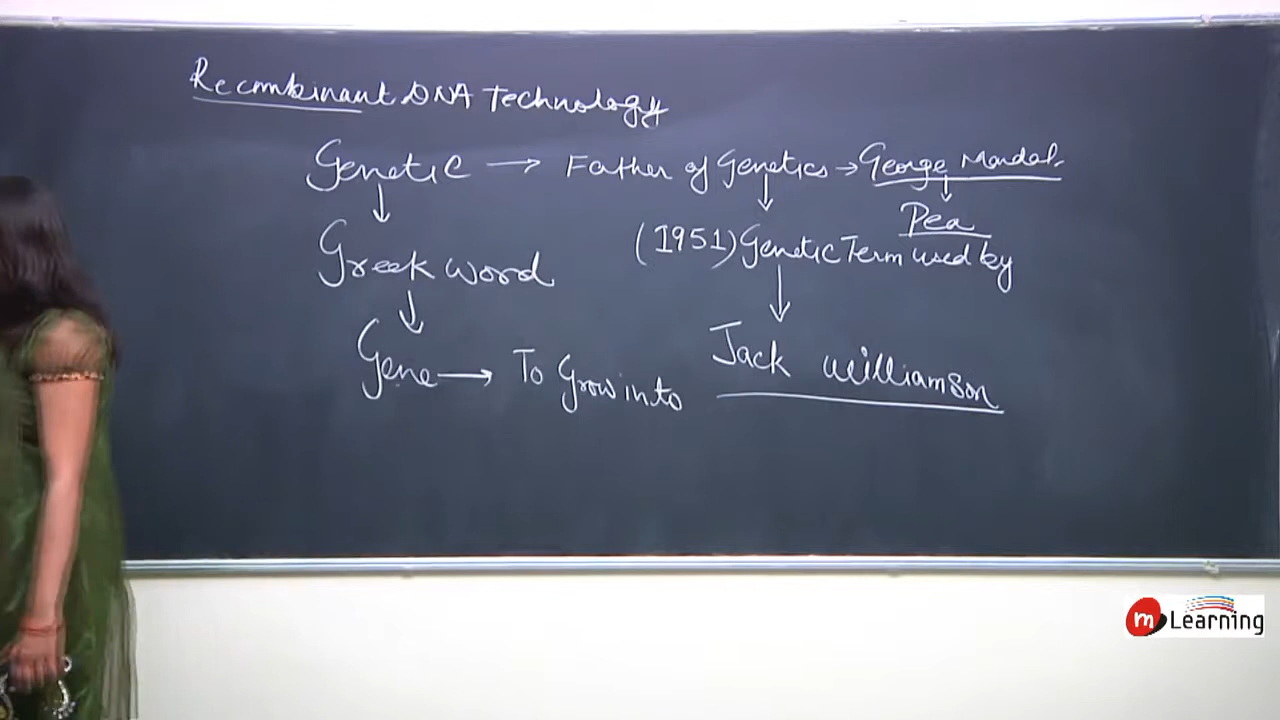 Recombinant DNA Technology
Genetic → Father of Genetics → George Mandal.
↓ ↓ ↓
Pea
Greek word (1951) Genetic Term used by
↓ ↓
Gene → To Grow into Jack Williamson
m Learning